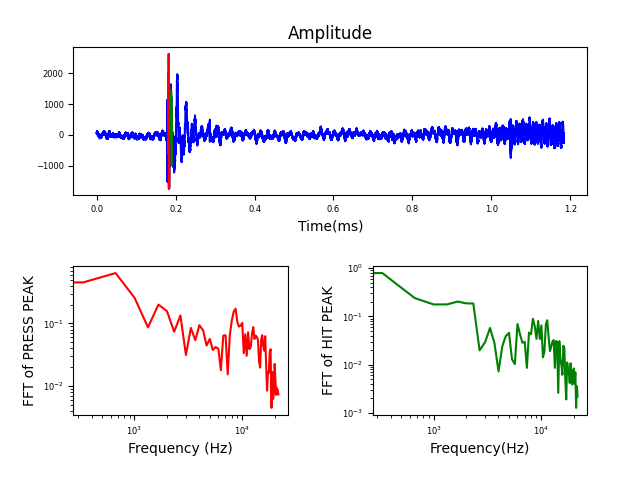 Amplitude
2000
1000
0
−1000
0.0 0.2 0.4 0.6 0.8 1.0 1.2
Time(ms)
FFT of PRESS PEAK
10⁻¹
10⁻²
10³ 10⁴
Frequency (Hz)
FFT of HIT PEAK
10⁰
10⁻¹
10⁻²
10⁻³
10³ 10⁴
Frequency(Hz)